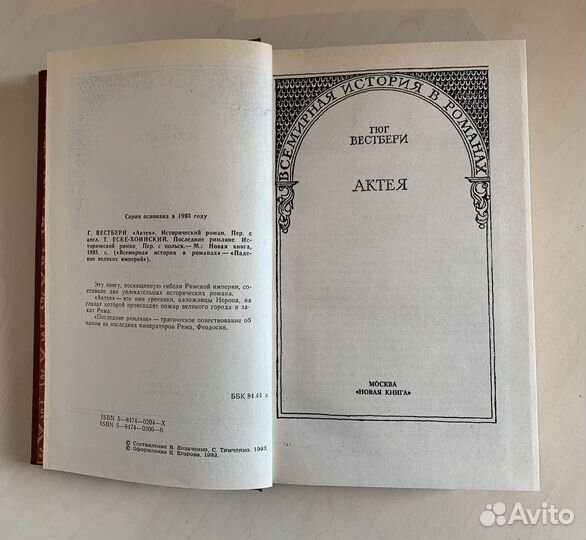 Серия основана в 1993 году
Г. ВЕСТБЕРИ «Актея». Исторический роман. Пер. с
англ. Т. ЕСКЕ-ХОИНСКИЙ. Последние римляне. Ис-
торический роман. Пер. с польск.— М.: Новая книга,
1993. с. («Всемирная история в романах» — «Паде-
ние великих империй»).
Эту книгу, посвященную гибели Римской империи, со-
ставили два увлекательных исторических романа.
«Актея» — это имя гречанки, наложницы Нерона, на
глазах которой происходят пожар великого города и за-
кат Рима.
«Последние римляне» — трагическое повествование об
одном из последних императоров Рима, Феодосии.
ББК 84.44
ISBN 5—8474—0204—X
ISBN 5—8474—0206—6
© Составление В. Козаченко, С. Тимченко. 1993.
© Оформление Н. Егорова, 1993.
ВСЕМИРНАЯ ИСТОРИЯ В РОМАНАХ
ГЮГ
ВЕСТБЕРИ
АКТЕЯ
МОСКВА
«НОВАЯ КНИГА»
Avito